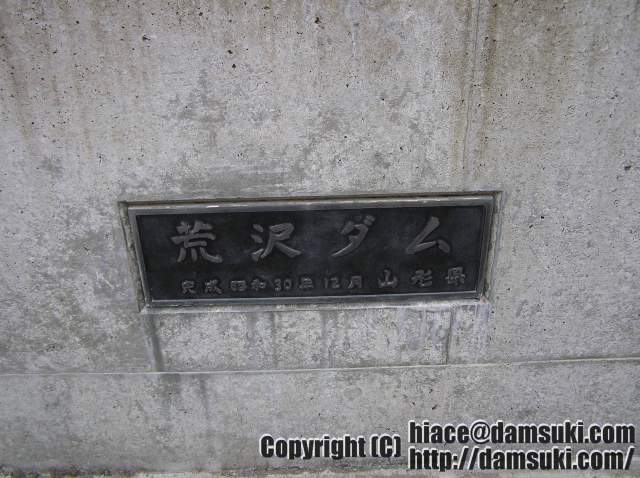 荒沢ダム
完成 昭和30年12月 山形県
Copyright (C) hiace@damsuki.com
http://damsuki.com/